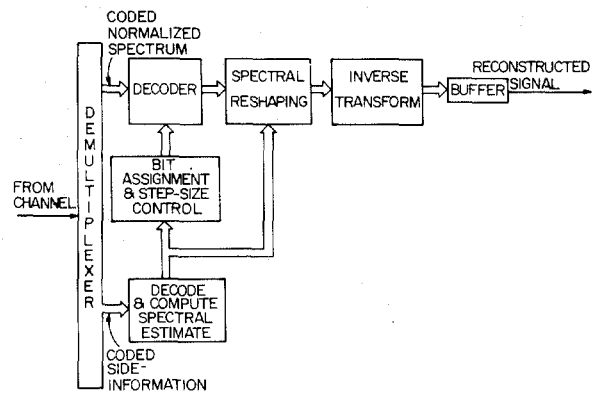 CODED
NORMALIZED
SPECTRUM
DECODER
SPECTRAL
RESHAPING
INVERSE
TRANSFORM
BUFFER
RECONSTRUCTED
SIGNAL
DEMULTIPLEXER
FROM
CHANNEL
BIT
ASSIGNMENT
& STEP-SIZE
CONTROL
DECODE
& COMPUTE
SPECTRAL
ESTIMATE
CODED
SIDE-
INFORMATION